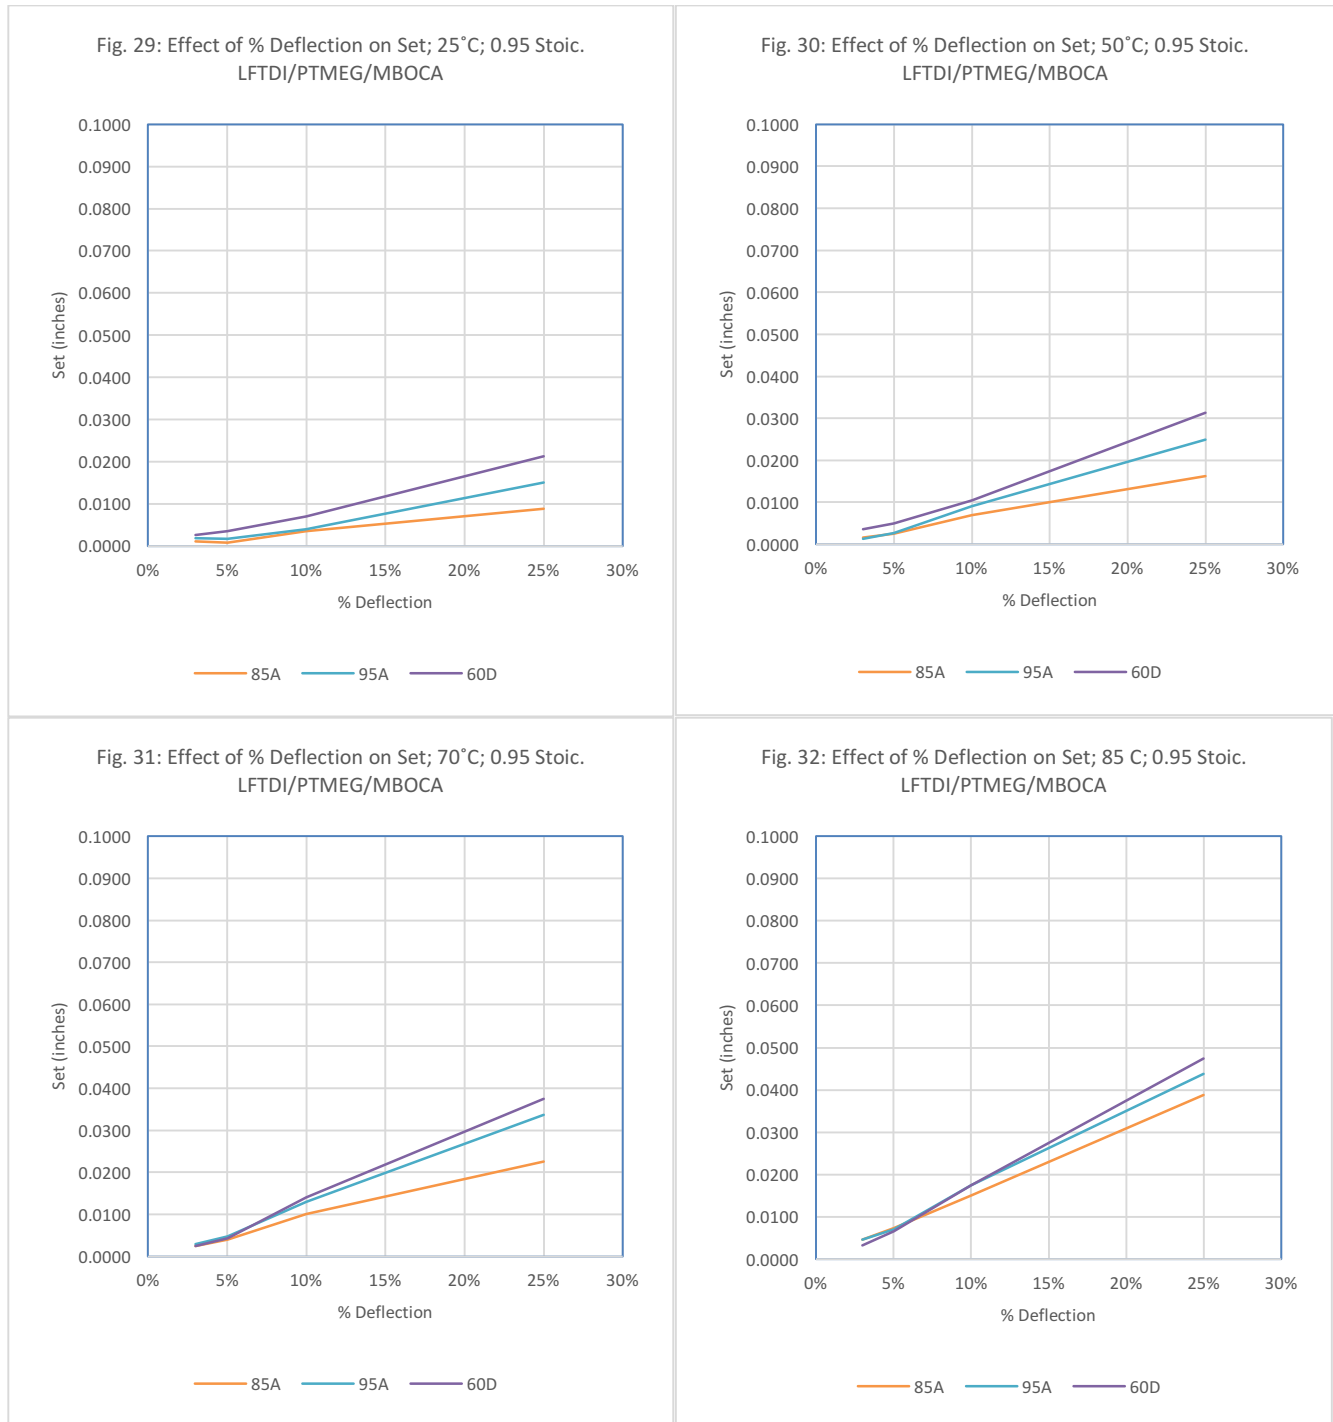 Fig. 29: Effect of % Deflection on Set; 25˚C; 0.95 Stoic.
LFTDI/PTMEG/MBOCA
0.1000
0.0900
0.0800
0.0700
0.0600
0.0500
0.0400
0.0300
0.0200
0.0100
0.0000
Set (inches)
0% 5% 10% 15% 20% 25% 30%
% Deflection
85A 95A 60D
Fig. 30: Effect of % Deflection on Set; 50˚C; 0.95 Stoic.
LFTDI/PTMEG/MBOCA
0.1000
0.0900
0.0800
0.0700
0.0600
0.0500
0.0400
0.0300
0.0200
0.0100
0.0000
Set (inches)
0% 5% 10% 15% 20% 25% 30%
% Deflection
85A 95A 60D
Fig. 31: Effect of % Deflection on Set; 70˚C; 0.95 Stoic.
LFTDI/PTMEG/MBOCA
0.1000
0.0900
0.0800
0.0700
0.0600
0.0500
0.0400
0.0300
0.0200
0.0100
0.0000
Set (inches)
0% 5% 10% 15% 20% 25% 30%
% Deflection
85A 95A 60D
Fig. 32: Effect of % Deflection on Set; 85 C; 0.95 Stoic.
LFTDI/PTMEG/MBOCA
0.1000
0.0900
0.0800
0.0700
0.0600
0.0500
0.0400
0.0300
0.0200
0.0100
0.0000
Set (inches)
0% 5% 10% 15% 20% 25% 30%
% Deflection
85A 95A 60D